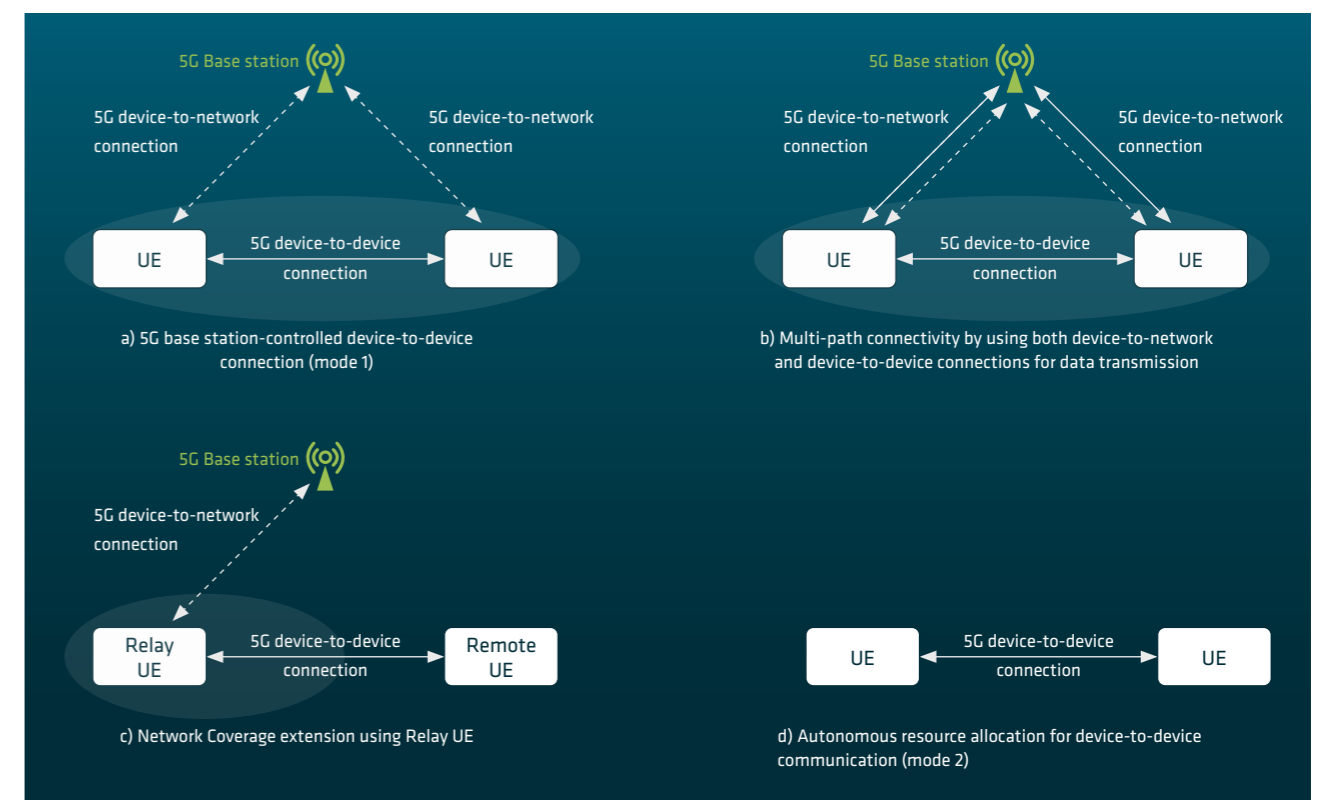 5G Base station
5G device-to-network
connection
5G device-to-network
connection
UE
5G device-to-device
connection
UE
a) 5G base station-controlled device-to-device
connection (mode 1)
5G Base station
5G device-to-network
connection
5G device-to-network
connection
UE
5G device-to-device
connection
UE
b) Multi-path connectivity by using both device-to-network
and device-to-device connections for data transmission
5G Base station
5G device-to-network
connection
Relay
UE
5G device-to-device
connection
Remote
UE
c) Network Coverage extension using Relay UE
UE
5G device-to-device
connection
UE
d) Autonomous resource allocation for device-to-device
communication (mode 2)